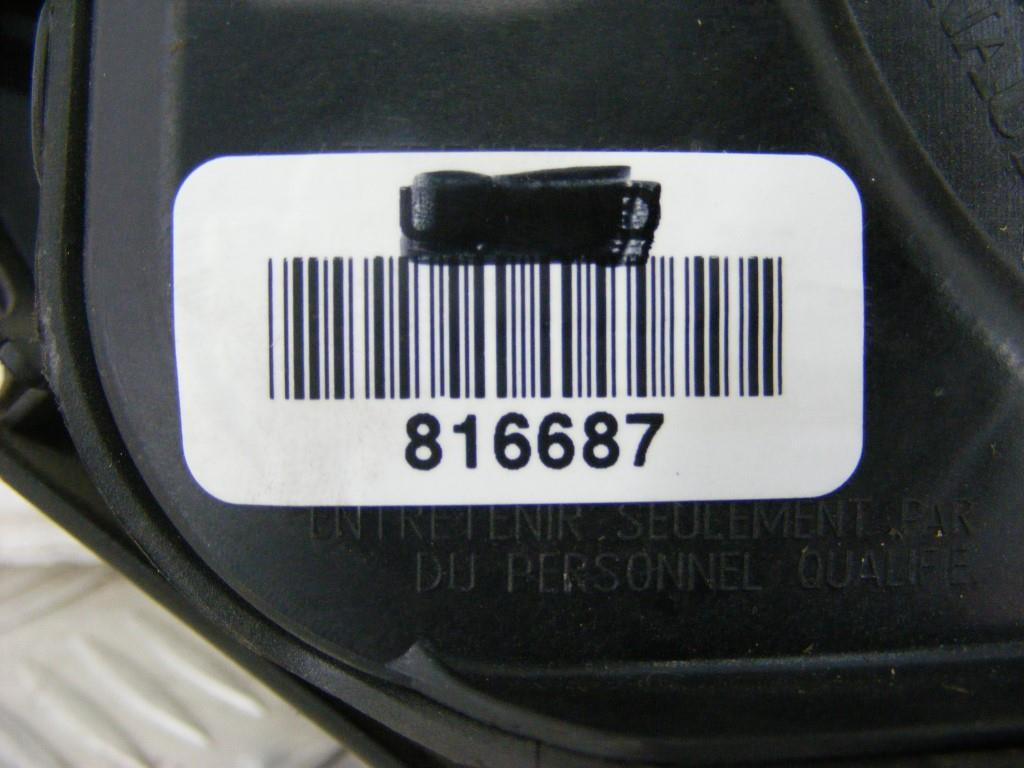 816687
ENTRETENIR SEULEMENT PAR
DU PERSONNEL QUALIFE